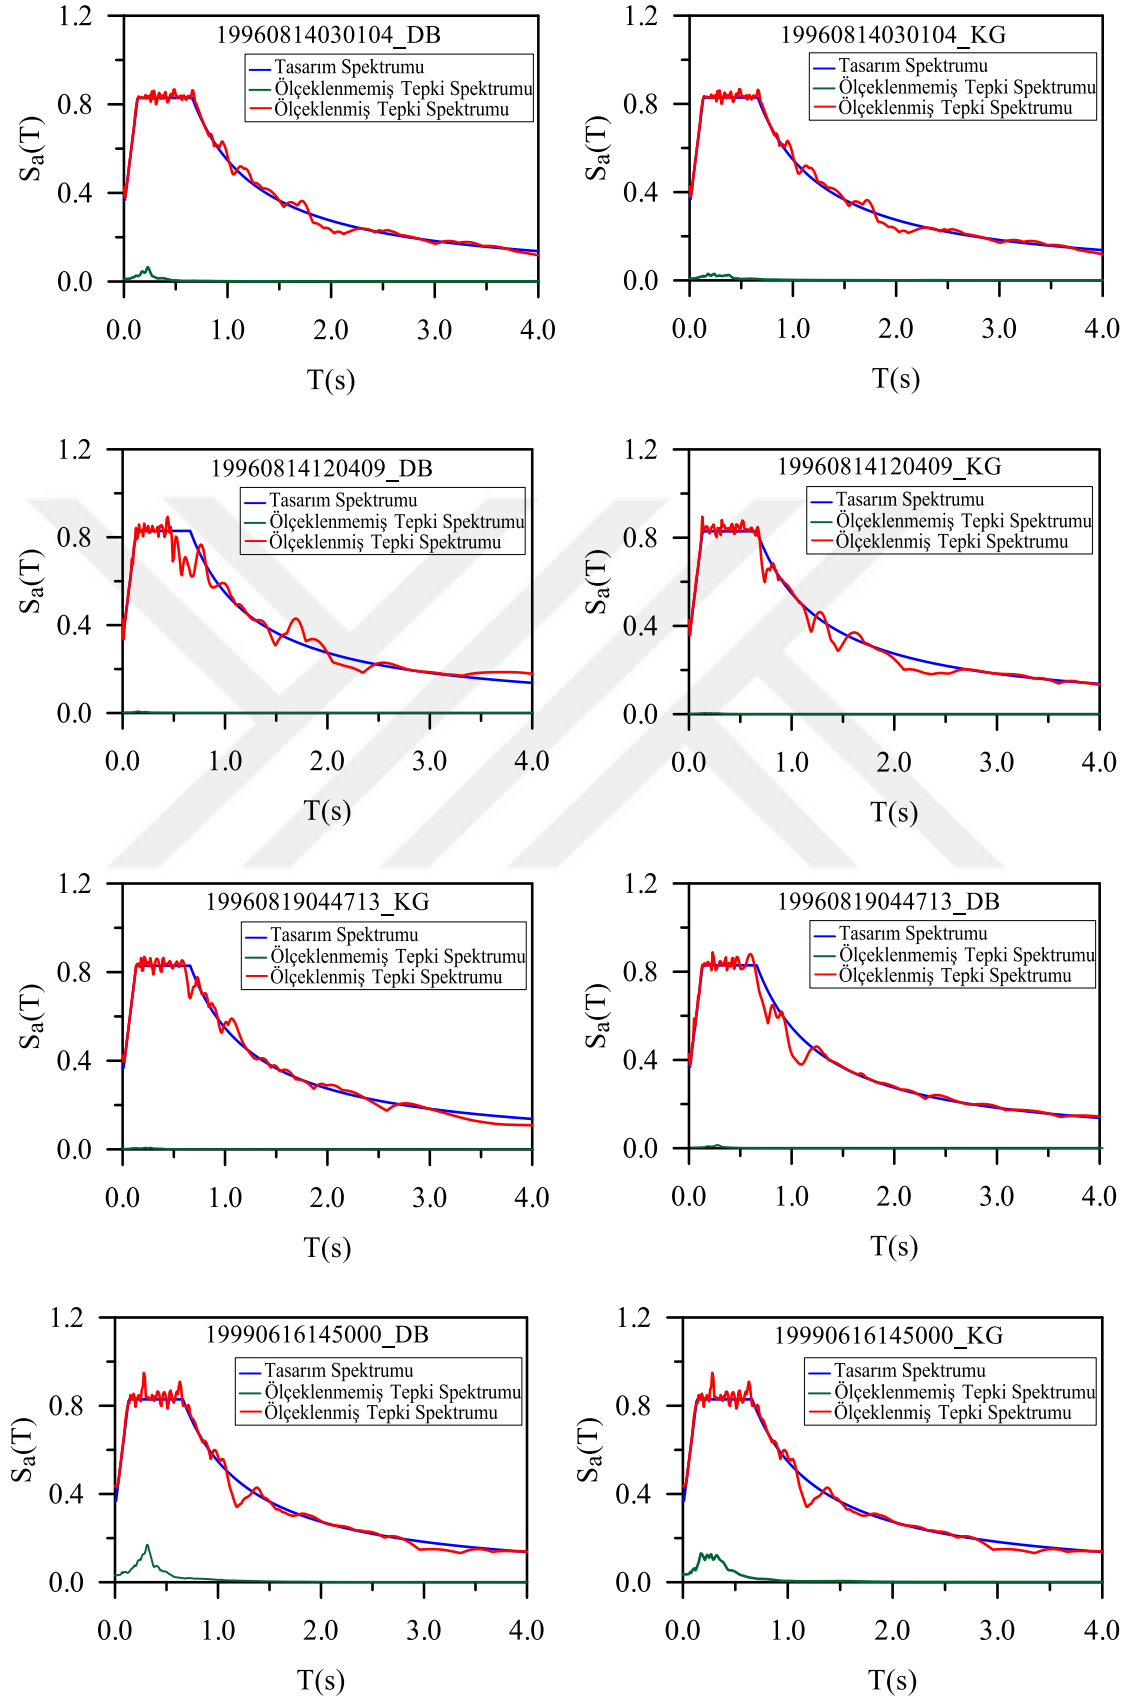 19960814030104_DB
Tasarım Spektrumu
Ölçeklenmemiş Tepki Spektrumu
Ölçeklenmiş Tepki Spektrumu
Sa(T)
1.2
0.8
0.4
0.0
0.0 1.0 2.0 3.0 4.0
T(s)
19960814030104_KG
Tasarım Spektrumu
Ölçeklenmemiş Tepki Spektrumu
Ölçeklenmiş Tepki Spektrumu
Sa(T)
1.2
0.8
0.4
0.0
0.0 1.0 2.0 3.0 4.0
T(s)
19960814120409_DB
Tasarım Spektrumu
Ölçeklenmemiş Tepki Spektrumu
Ölçeklenmiş Tepki Spektrumu
Sa(T)
1.2
0.8
0.4
0.0
0.0 1.0 2.0 3.0 4.0
T(s)
19960814120409_KG
Tasarım Spektrumu
Ölçeklenmemiş Tepki Spektrumu
Ölçeklenmiş Tepki Spektrumu
Sa(T)
1.2
0.8
0.4
0.0
0.0 1.0 2.0 3.0 4.0
T(s)
19960819044713_KG
Tasarım Spektrumu
Ölçeklenmemiş Tepki Spektrumu
Ölçeklenmiş Tepki Spektrumu
Sa(T)
1.2
0.8
0.4
0.0
0.0 1.0 2.0 3.0 4.0
T(s)
19960819044713_DB
Tasarım Spektrumu
Ölçeklenmemiş Tepki Spektrumu
Ölçeklenmiş Tepki Spektrumu
Sa(T)
1.2
0.8
0.4
0.0
0.0 1.0 2.0 3.0 4.0
T(s)
19990616145000_DB
Tasarım Spektrumu
Ölçeklenmemiş Tepki Spektrumu
Ölçeklenmiş Tepki Spektrumu
Sa(T)
1.2
0.8
0.4
0.0
0.0 1.0 2.0 3.0 4.0
T(s)
19990616145000_KG
Tasarım Spektrumu
Ölçeklenmemiş Tepki Spektrumu
Ölçeklenmiş Tepki Spektrumu
Sa(T)
1.2
0.8
0.4
0.0
0.0 1.0 2.0 3.0 4.0
T(s)